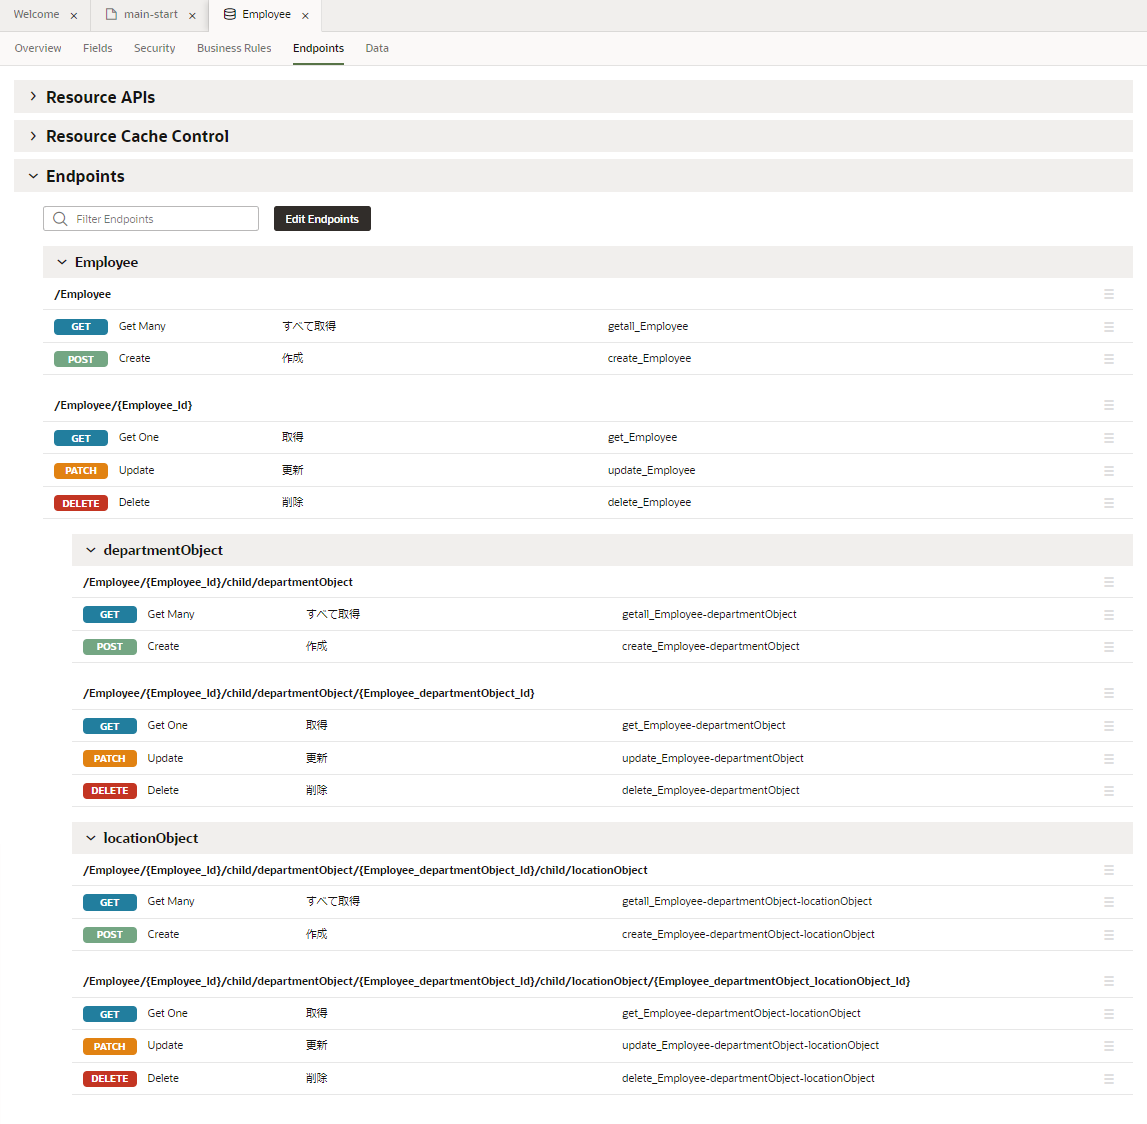 Welcome × main-start × Employee ×
Overview Fields Security Business Rules Endpoints Data
Resource APIs
Resource Cache Control
Endpoints
Filter Endpoints Edit Endpoints
Employee
/Employee
GET Get Many すべて取得 getall_Employee
POST Create 作成 create_Employee
/Employee/{Employee_Id}
GET Get One 取得 get_Employee
PATCH Update 更新 update_Employee
DELETE Delete 削除 delete_Employee
departmentObject
/Employee/{Employee_Id}/child/departmentObject
GET Get Many すべて取得 getall_Employee-departmentObject
POST Create 作成 create_Employee-departmentObject
/Employee/{Employee_Id}/child/departmentObject/{Employee_departmentObject_Id}
GET Get One 取得 get_Employee-departmentObject
PATCH Update 更新 update_Employee-departmentObject
DELETE Delete 削除 delete_Employee-departmentObject
locationObject
/Employee/{Employee_Id}/child/departmentObject/{Employee_departmentObject_Id}/child/locationObject
GET Get Many すべて取得 getall_Employee-departmentObject-locationObject
POST Create 作成 create_Employee-departmentObject-locationObject
/Employee/{Employee_Id}/child/departmentObject/{Employee_departmentObject_Id}/child/locationObject/{Employee_departmentObject_locationObject_Id}
GET Get One 取得 get_Employee-departmentObject-locationObject
PATCH Update 更新 update_Employee-departmentObject-locationObject
DELETE Delete 削除 delete_Employee-departmentObject-locationObject